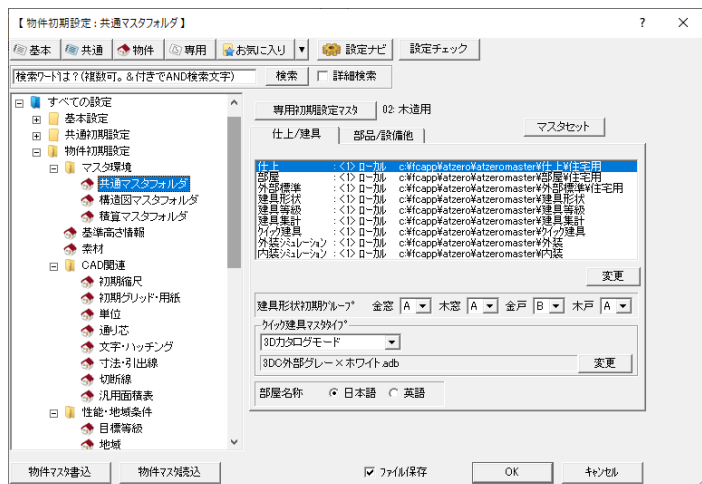 【 物件初期設定 : 共通マスタフォルダ 】 ? ×
基本 共通 物件 専用 お気に入り ▼ 設定ナビ 設定チェック
検索ワードは？(複数可。&付きでAND検索文字) 検索 詳細検索
すべての設定
基本設定
共通初期設定
物件初期設定
マスタ環境
共通マスタフォルダ
構造図マスタフォルダ
積算マスタフォルダ
基準高さ情報
素材
CAD関連
初期縮尺
初期グリッド・用紙
単位
通り芯
文字・ハッチング
寸法・引出線
切断線
汎用面積表
性能・地域条件
目標等級
地域
専用初期設定マスタ 02: 木造用
マスタセット
仕上/建具 部品/設備他
仕上 : <1> ローカル c:¥fcapp¥atzero¥atzeromaster¥仕上¥住宅用
部屋 : <1> ローカル c:¥fcapp¥atzero¥atzeromaster¥部屋¥住宅用
外部標準 : <1> ローカル c:¥fcapp¥atzero¥atzeromaster¥外部標準¥住宅用
建具形状 : <1> ローカル c:¥fcapp¥atzero¥atzeromaster¥建具形状
建具等級 : <1> ローカル c:¥fcapp¥atzero¥atzeromaster¥建具等級
建具集計 : <1> ローカル c:¥fcapp¥atzero¥atzeromaster¥建具集計
クイック建具 : <1> ローカル c:¥fcapp¥atzero¥atzeromaster¥クイック建具
外装シミュレーション : <1> ローカル c:¥fcapp¥atzero¥atzeromaster¥外装
内装シミュレーション : <1> ローカル c:¥fcapp¥atzero¥atzeromaster¥内装
変更
建具形状初期グループ 金窓 A 木窓 A 金戸 B 木戸 A
クイック建具マスタタイプ
3Dカタログモード
3DC外部グレー×ホワイト.adb 変更
部屋名称 日本語 英語
物件マスタ書込 物件マスタ読込 ファイル保存 OK キャンセル